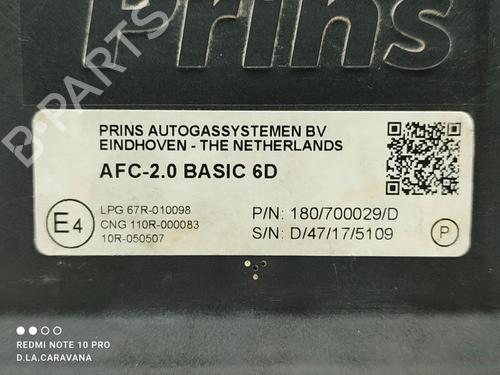 Prins
PRINS AUTOGASSYSTEMEN BV
EINDHOVEN - THE NETHERLANDS
AFC-2.0 BASIC 6D
E4
LPG 67R-010098
CNG 110R-000083
10R-050507
P/N: 180/700029/D
S/N: D/47/17/5109
P
B-PARTS
REDMI NOTE 10 PRO
D.LA.CARAVANA